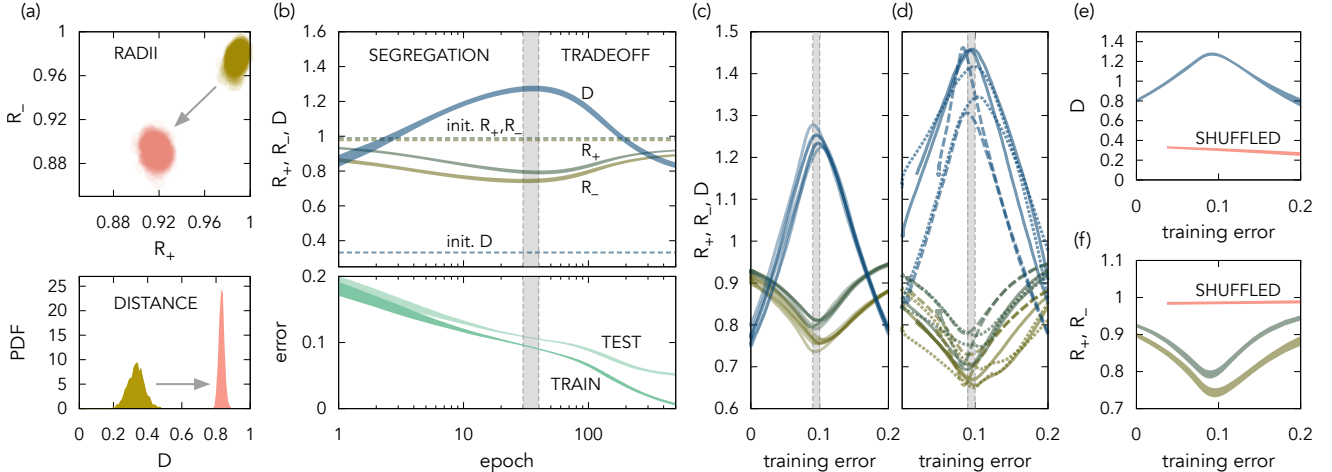 (a)
RADII
R_
1
0.96
0.92
0.88
0.88 0.92 0.96 1
R+
DISTANCE
PDF
25
20
15
10
5
0
0 0.2 0.4 0.6 0.8 1
D
(b)
SEGREGATION TRADEOFF
R+, R_, D
1.6
1.4
1.2
1
0.8
0.6
0.4
D
init. R+,R_
R+
R_
init. D
error
0.2
0.1
0
TEST
TRAIN
1 10 100
epoch
(c)
R+, R_, D
1.5
1.4
1.3
1.2
1.1
1
0.9
0.8
0.7
0.6
0 0.1 0.2
training error
(d)
0 0.1 0.2
training error
(e)
D
1.4
1.2
1
0.8
0.6
0.4
0.2
0
SHUFFLED
0 0.1 0.2
training error
(f)
R+, R_
1.1
1
0.9
0.8
0.7
SHUFFLED
0 0.1 0.2
training error